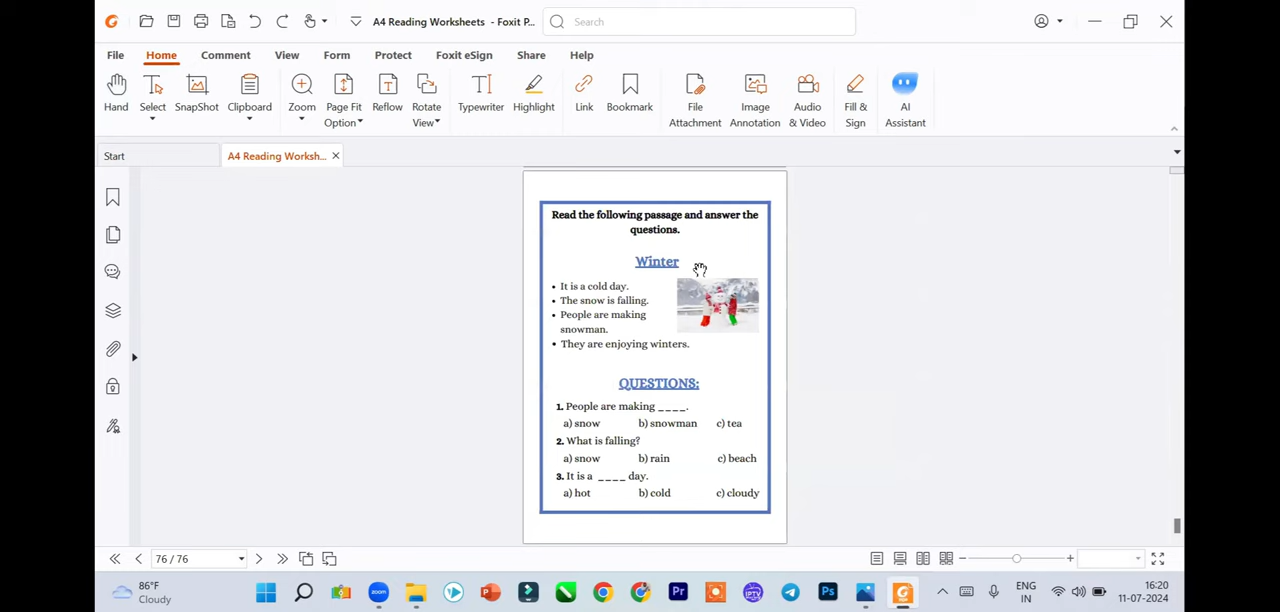 A4 Reading Worksheets - Foxit P...
Search
File Home Comment View Form Protect Foxit eSign Share Help
Hand Select SnapShot Clipboard Zoom Page Fit Option Reflow Rotate View Typewriter Highlight Link Bookmark File Attachment Image Annotation Audio & Video Fill & Sign AI Assistant
Start A4 Reading Worksh...
Read the following passage and answer the
questions.
Winter
• It is a cold day.
• The snow is falling.
• People are making
snowman.
• They are enjoying winters.
QUESTIONS:
1. People are making ____.
a) snow b) snowman c) tea
2. What is falling?
a) snow b) rain c) beach
3. It is a ____ day.
a) hot b) cold c) cloudy
76 / 76
86°F
Cloudy
zoom
Pr
IPTV
Ps
ENG
IN
16:20
11-07-2024